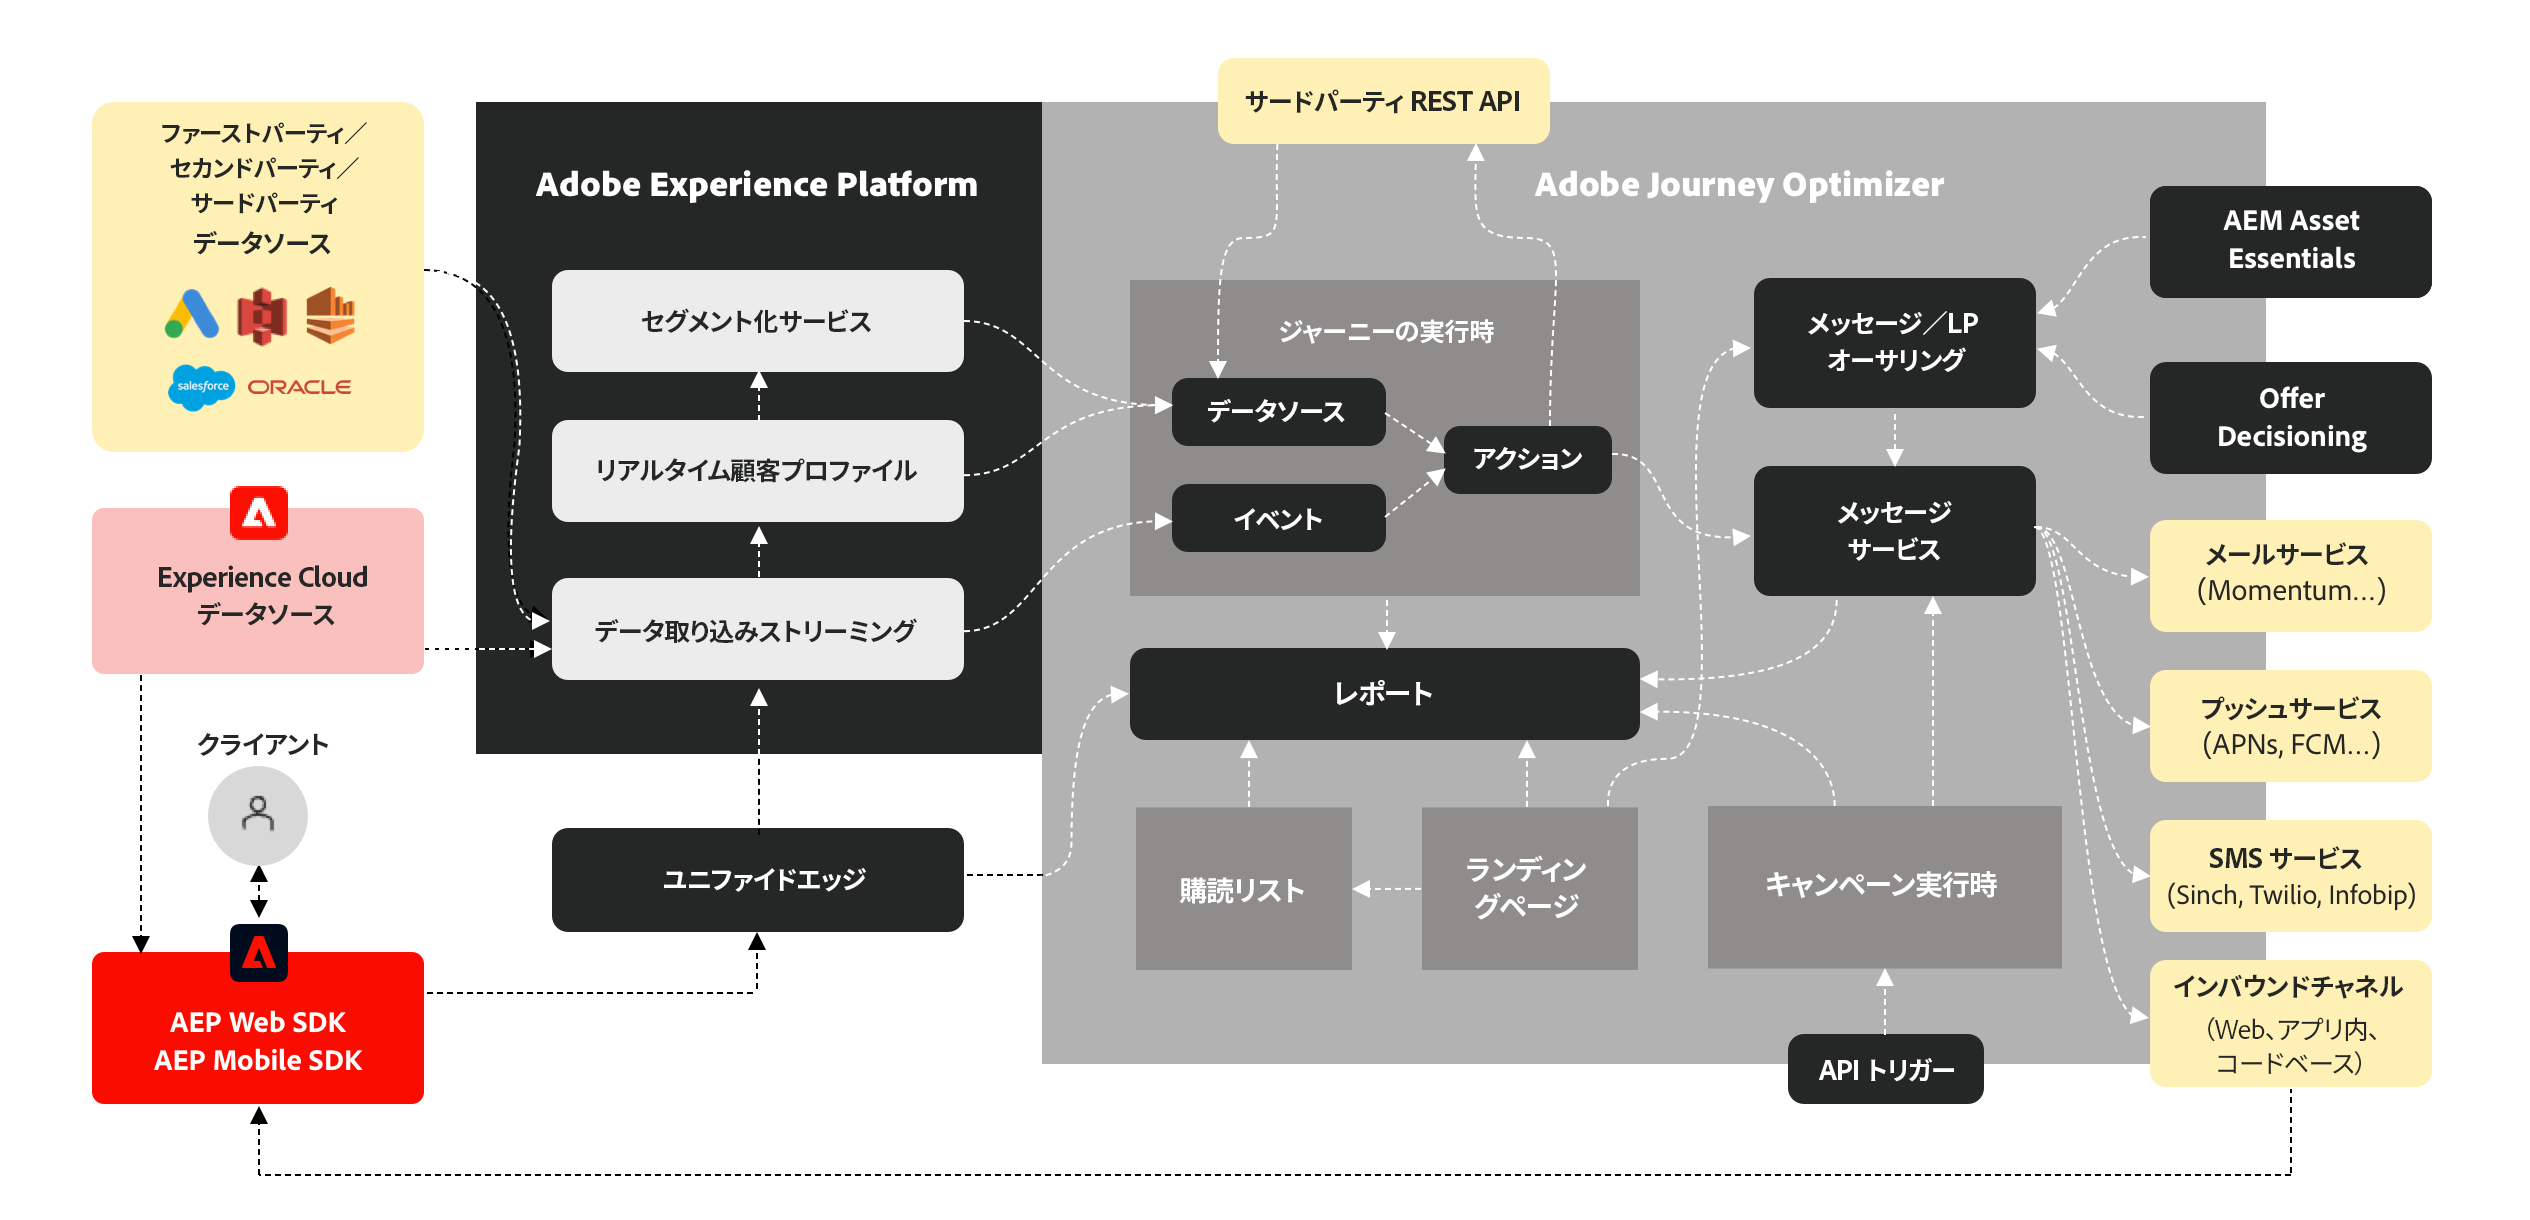 ファーストパーティ／
セカンドパーティ／
サードパーティ
データソース
salesforce
ORACLE
Experience Cloud
データソース
クライアント
AEP Web SDK
AEP Mobile SDK
Adobe Experience Platform
セグメント化サービス
リアルタイム顧客プロファイル
データ取り込みストリーミング
ユニファイドエッジ
サードパーティ REST API
Adobe Journey Optimizer
ジャーニーの実行時
データソース
アクション
イベント
レポート
購読リスト
ランディン
グページ
キャンペーン実行時
API トリガー
メッセージ／LP
オーサリング
メッセージ
サービス
AEM Asset
Essentials
Offer
Decisioning
メールサービス
(Momentum...)
プッシュサービス
(APNs, FCM...)
SMS サービス
(Sinch, Twilio, Infobip)
インバウンドチャネル
（Web、アプリ内、
コードベース）